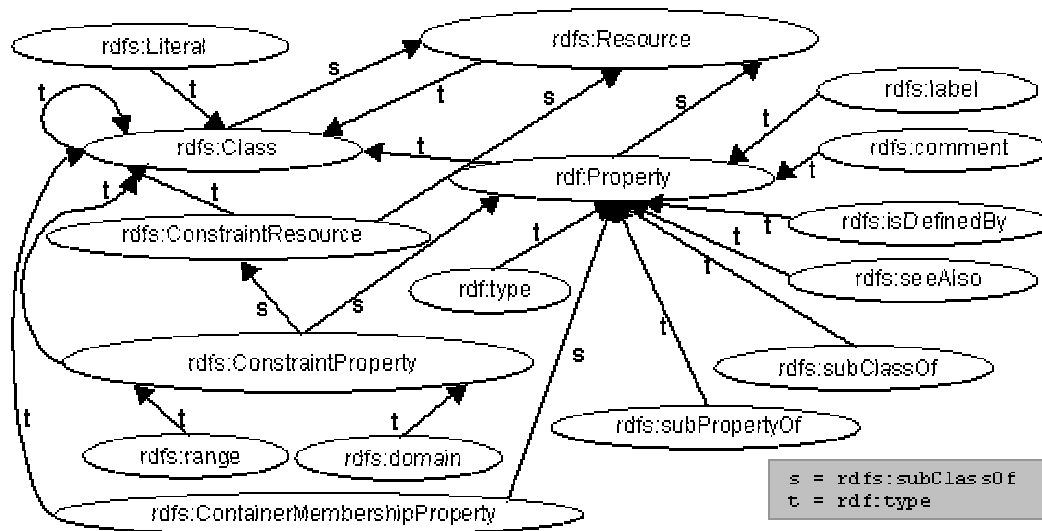 rdfs:Literal
rdfs:Resource
s
t
t
s
s
t
rdfs:label
t
rdfs:Class
t
rdfs:comment
t
rdf:Property
t
t
rdfs:ConstraintResource
rdfs:isDefinedBy
t
t
t
t
rdfs:seeAlso
rdf:type
s
s
rdfs:ConstraintProperty
s
t
rdfs:subClassOf
t
t
t
rdfs:range
rdfs:domain
rdfs:subPropertyOf
rdfs:ContainerMembershipProperty
s = rdfs:subClassOf
t = rdf:type